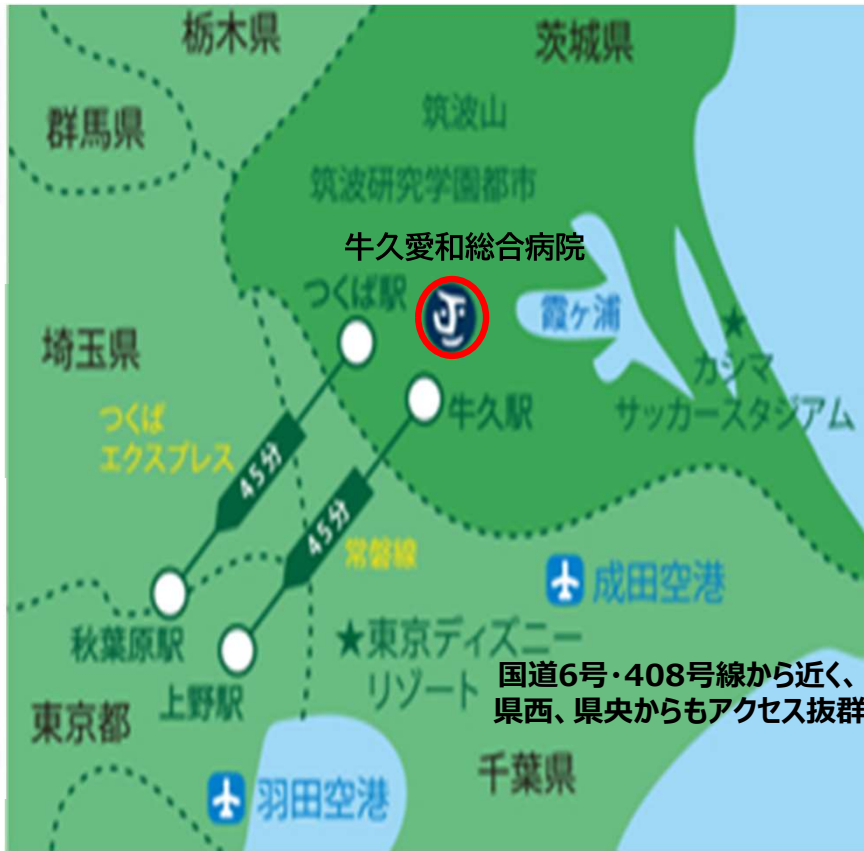 栃木県
茨城県
群馬県
筑波山
筑波研究学園都市
牛久愛和総合病院
つくば駅
霞ヶ浦
埼玉県
カシマ
サッカースタジアム
牛久駅
つくば
エクスプレス
45分
45分
常磐線
成田空港
秋葉原駅
★東京ディズニー
リゾート
上野駅
国道6号・408号線から近く、
県西、県央からもアクセス抜群
東京都
千葉県
羽田空港